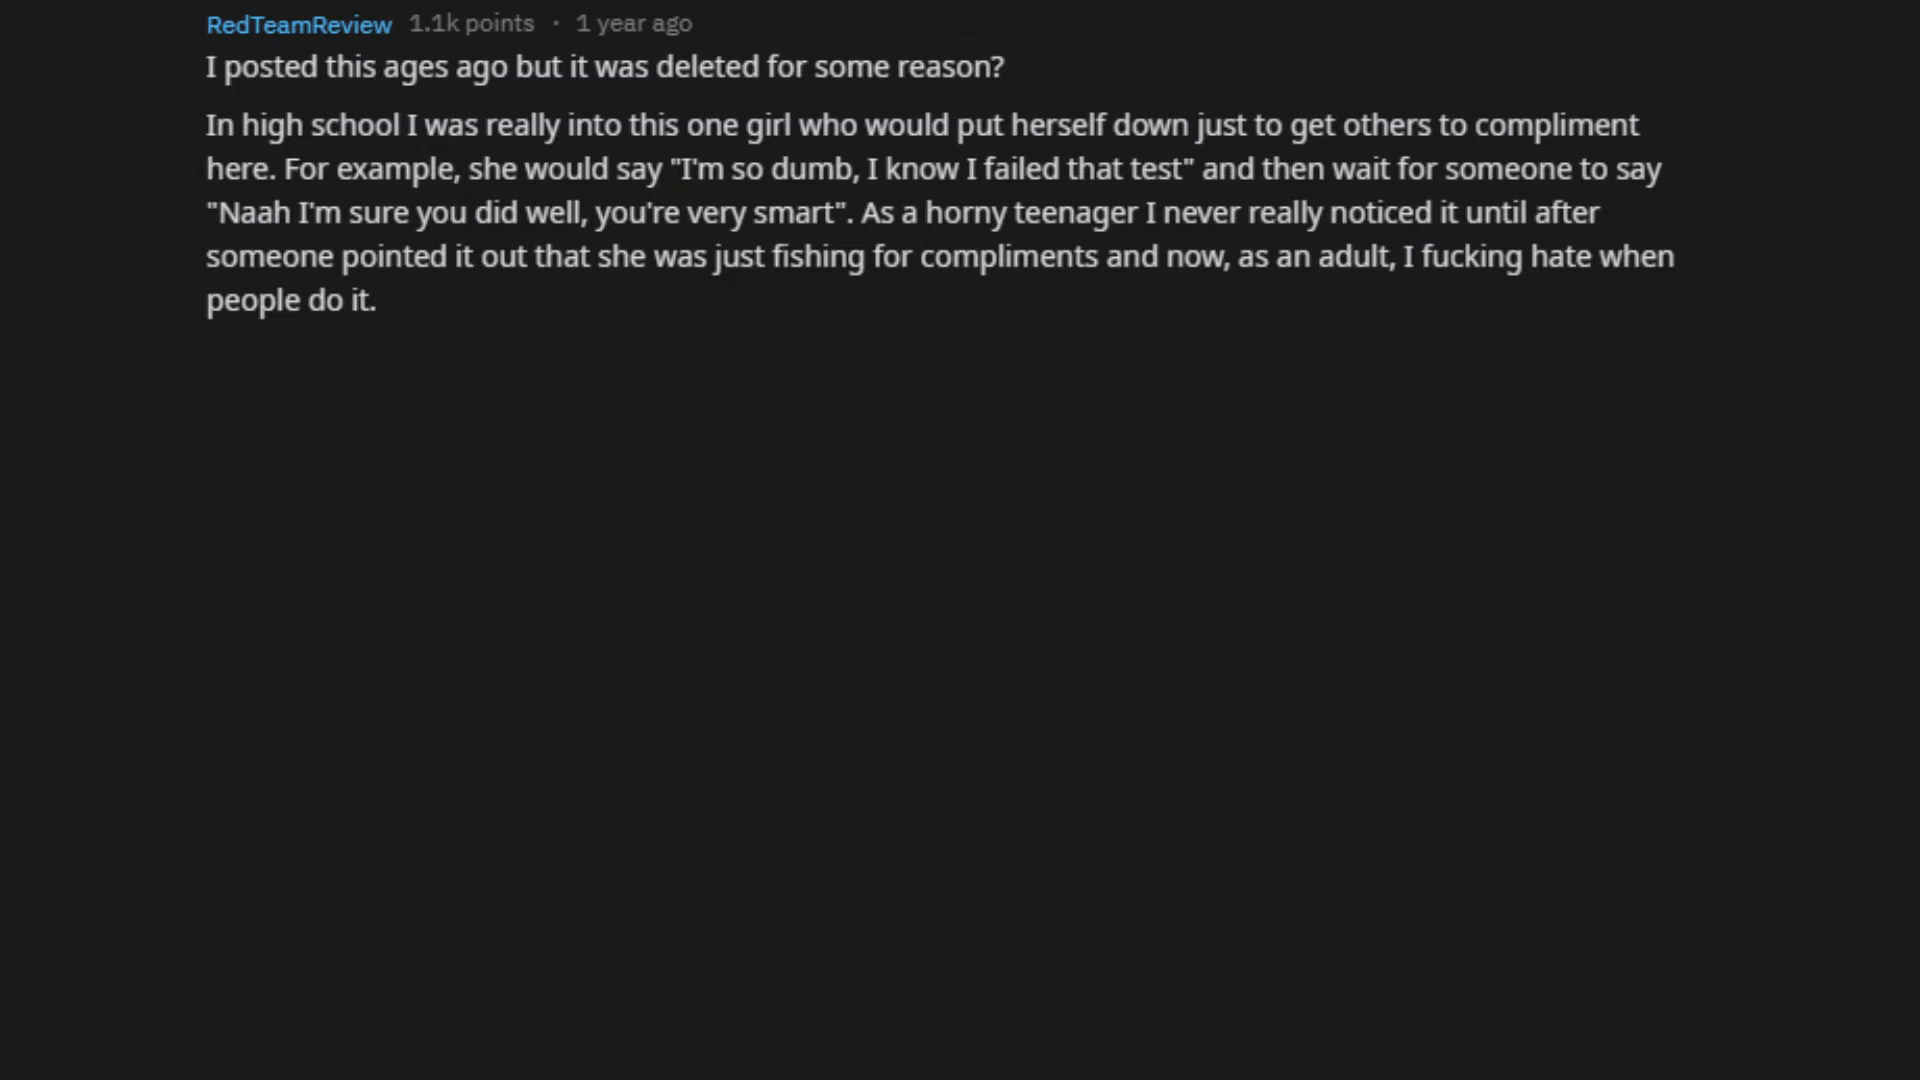 RedTeamReview 1.1k points · 1 year ago
I posted this ages ago but it was deleted for some reason?
In high school I was really into this one girl who would put herself down just to get others to compliment
here. For example, she would say "I'm so dumb, I know I failed that test" and then wait for someone to say
"Naah I'm sure you did well, you're very smart". As a horny teenager I never really noticed it until after
someone pointed it out that she was just fishing for compliments and now, as an adult, I fucking hate when
people do it.